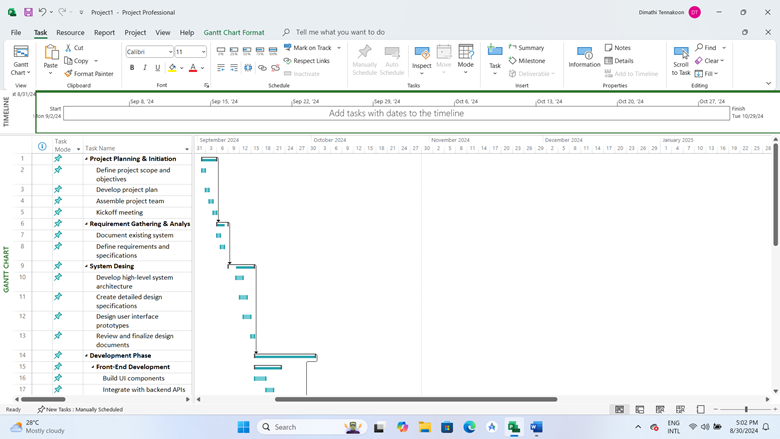 Project1 - Project Professional
Dimathi Tennakoon
DT
File Task Resource Report Project View Help Gantt Chart Format Tell me what you want to do
Gantt Chart
View
Paste
Cut
Copy
Format Painter
Clipboard
Calibri 11
B I U A
Font
Mark on Track
Respect Links
Inactivate
Schedule
Manually Schedule
Auto Schedule
Inspect
Move
Mode
Tasks
Task
Summary
Milestone
Deliverable
Insert
Information
Notes
Details
Add to Timeline
Properties
Scroll to Task
Find
Clear
Fill
Editing
TIMELINE
at 8/31/24
Sep 8, '24 Sep 15, '24 Sep 22, '24 Sep 29, '24 Oct 6, '24 Oct 13, '24 Oct 20, '24 Oct 27, '24
Start
Mon 9/2/24
Add tasks with dates to the timeline
Finish
Tue 10/29/24
GANTT CHART
Task Mode
Task Name
September 2024 October 2024 November 2024 December 2024 January 2025
31 3 6 9 12 15 18 21 24 27 30 3 6 9 12 15 18 21 24 27 30 2 5 8 11 14 17 20 23 26 29 2 5 8 11 14 17 20 23 26 29 1 4 7 10 13 16 19 22 25 28
1 Project Planning & Initiation
2 Define project scope and
objectives
3 Develop project plan
4 Assemble project team
5 Kickoff meeting
6 Requirement Gathering & Analys
7 Document existing system
8 Define requirements and
specifications
9 System Desing
10 Develop high-level system
architecture
11 Create detailed design
specifications
12 Design user interface
prototypes
13 Review and finalize design
documents
14 Development Phase
15 Front-End Development
16 Build UI components
17 Integrate with backend APIs
Ready New Tasks : Manually Scheduled
28°C
Mostly cloudy
Search
ENG
INTL
5:02 PM
8/30/2024